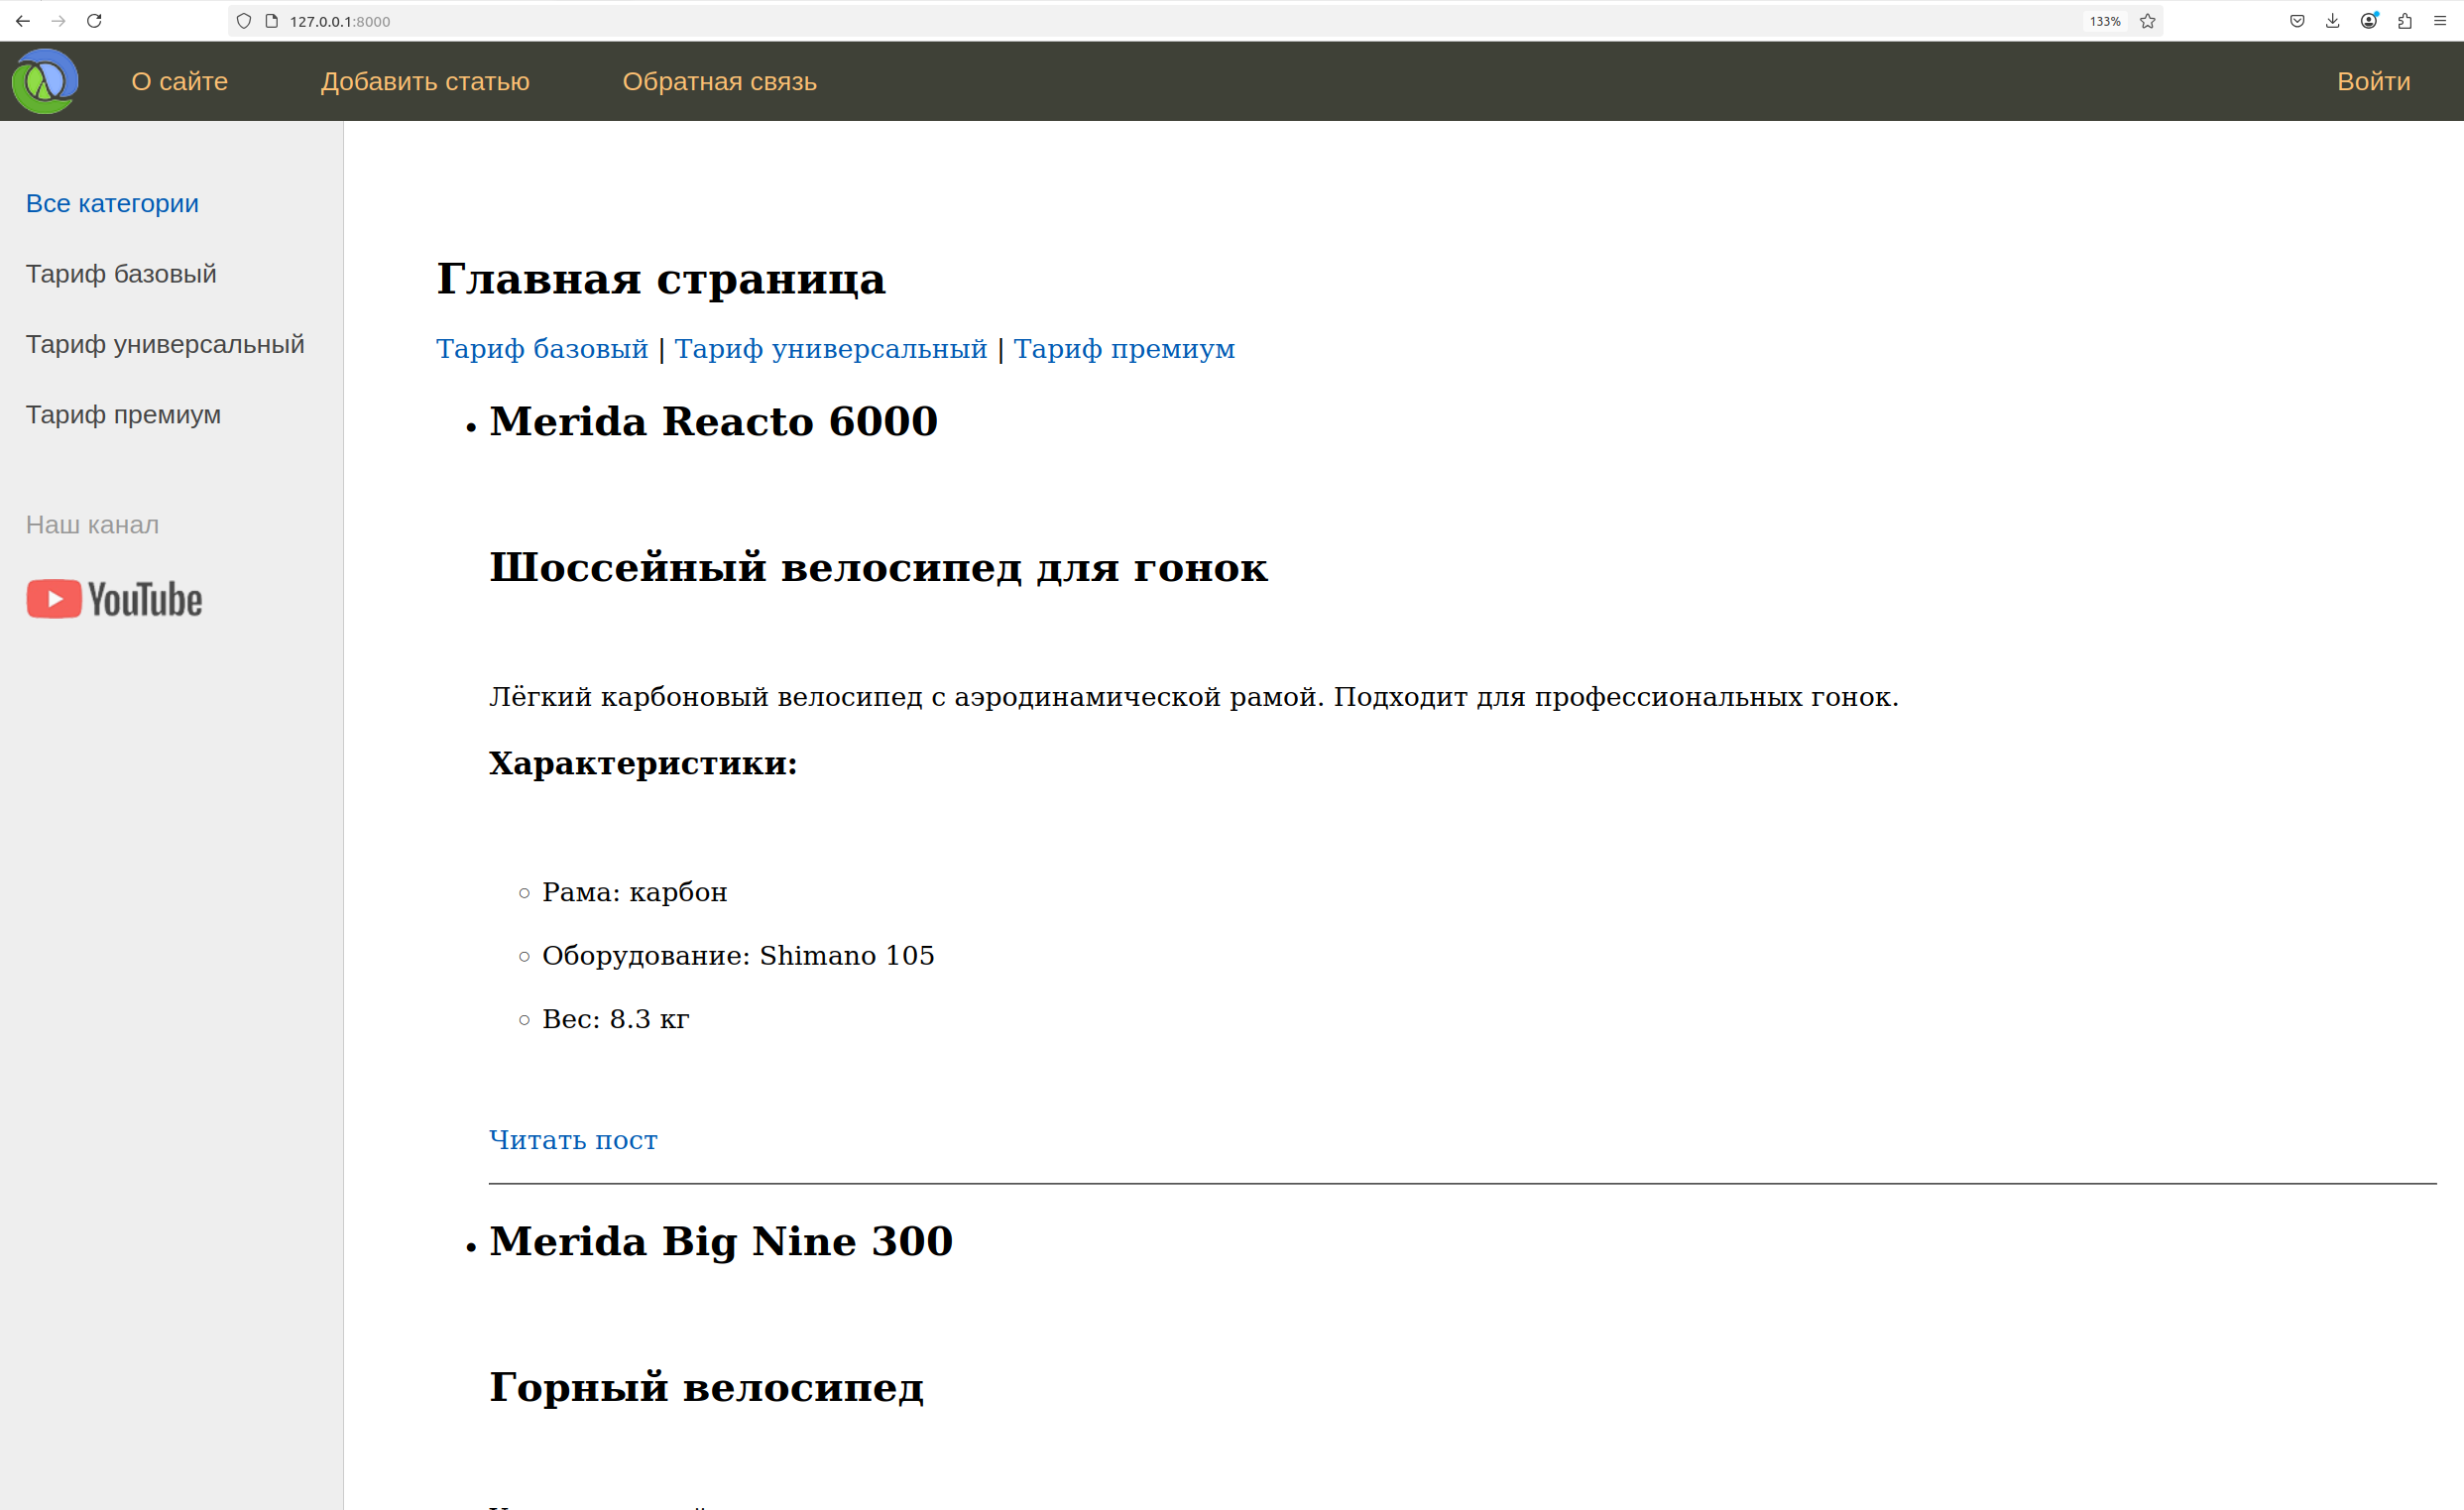 127.0.0.1:8000
133%
О сайте
Добавить статью
Обратная связь
Войти
Все категории
Тариф базовый
Тариф универсальный
Тариф премиум
Наш канал
YouTube
Главная страница
Тариф базовый | Тариф универсальный | Тариф премиум
Merida Reacto 6000
Шоссейный велосипед для гонок
Лёгкий карбоновый велосипед с аэродинамической рамой. Подходит для профессиональных гонок.
Характеристики:
Рама: карбон
Оборудование: Shimano 105
Вес: 8.3 кг
Читать пост
Merida Big Nine 300
Горный велосипед